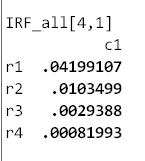 IRF_all[4,1]
c1
r1 .04199107
r2 .0103499
r3 .0029388
r4 .00081993